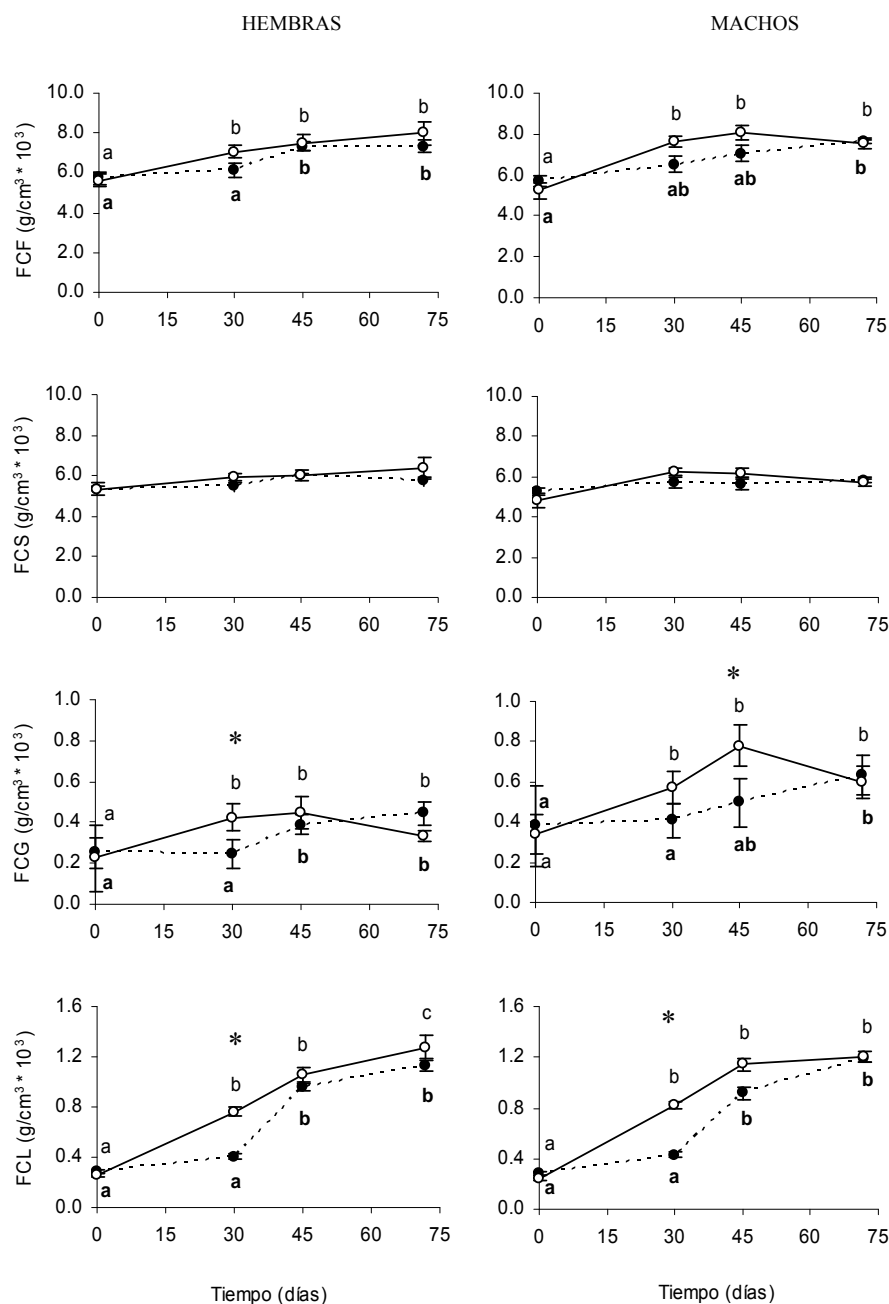 HEMBRAS
MACHOS
FCF (g/cm³ * 10³)
10.0
8.0
6.0
4.0
2.0
0.0
a
b
b
b
a
a
b
b
0
15
30
45
60
75
10.0
8.0
6.0
4.0
2.0
0.0
a
b
b
b
a
ab
ab
b
0
15
30
45
60
75
FCS (g/cm³ * 10³)
10.0
8.0
6.0
4.0
2.0
0.0
0
15
30
45
60
75
10.0
8.0
6.0
4.0
2.0
0.0
0
15
30
45
60
75
FCG (g/cm³ * 10³)
1.0
0.8
0.6
0.4
0.2
0.0
*
a
b
b
b
a
a
b
b
0
15
30
45
60
75
1.0
0.8
0.6
0.4
0.2
0.0
*
a
b
b
b
a
a
ab
b
0
15
30
45
60
75
FCL (g/cm³ * 10³)
1.6
1.2
0.8
0.4
0.0
*
a
b
b
c
a
a
b
b
0
15
30
45
60
75
Tiempo (días)
1.6
1.2
0.8
0.4
0.0
*
a
b
b
b
a
a
b
b
0
15
30
45
60
75
Tiempo (días)